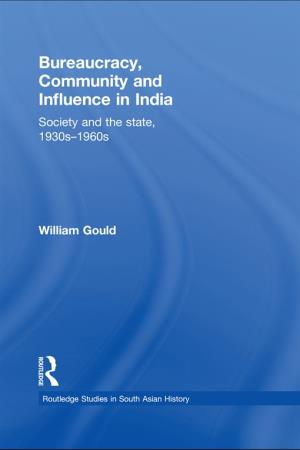 Bureaucracy,
Community and
Influence in India
Society and the state,
1930s–1960s
William Gould
ROUTLEDGE
Routledge Studies in South Asian History